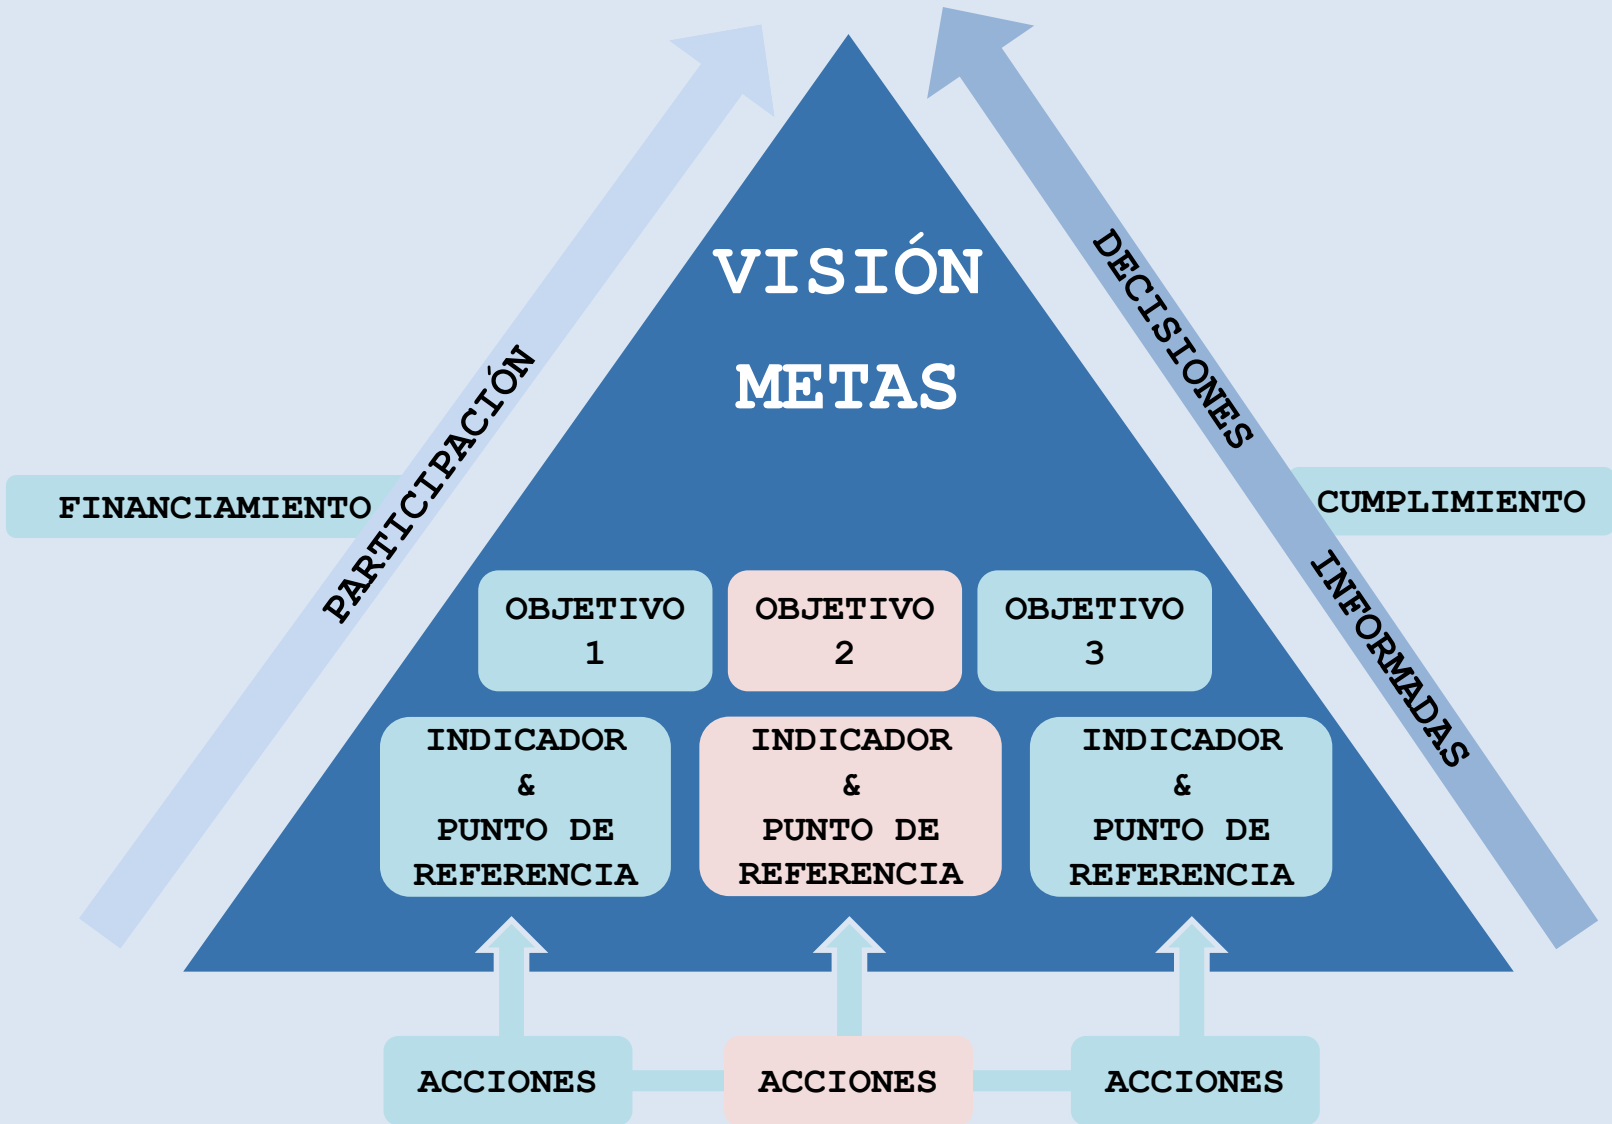 VISIÓN
METAS
DECISIONES
INFORMADAS
PARTICIPACIÓN
FINANCIAMIENTO
CUMPLIMIENTO
OBJETIVO
1
OBJETIVO
2
OBJETIVO
3
INDICADOR
&
PUNTO DE
REFERENCIA
INDICADOR
&
PUNTO DE
REFERENCIA
INDICADOR
&
PUNTO DE
REFERENCIA
ACCIONES
ACCIONES
ACCIONES